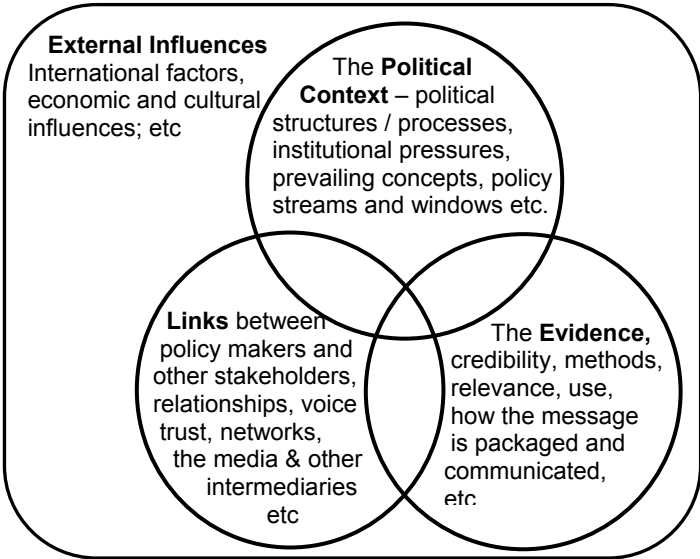 External Influences
International factors,
economic and cultural
influences; etc
The Political
Context – political
structures / processes,
institutional pressures,
prevailing concepts, policy
streams and windows etc.
Links between
policy makers and
other stakeholders,
relationships, voice
trust, networks,
the media & other
intermediaries
etc
The Evidence,
credibility, methods,
relevance, use,
how the message
is packaged and
communicated,
etc